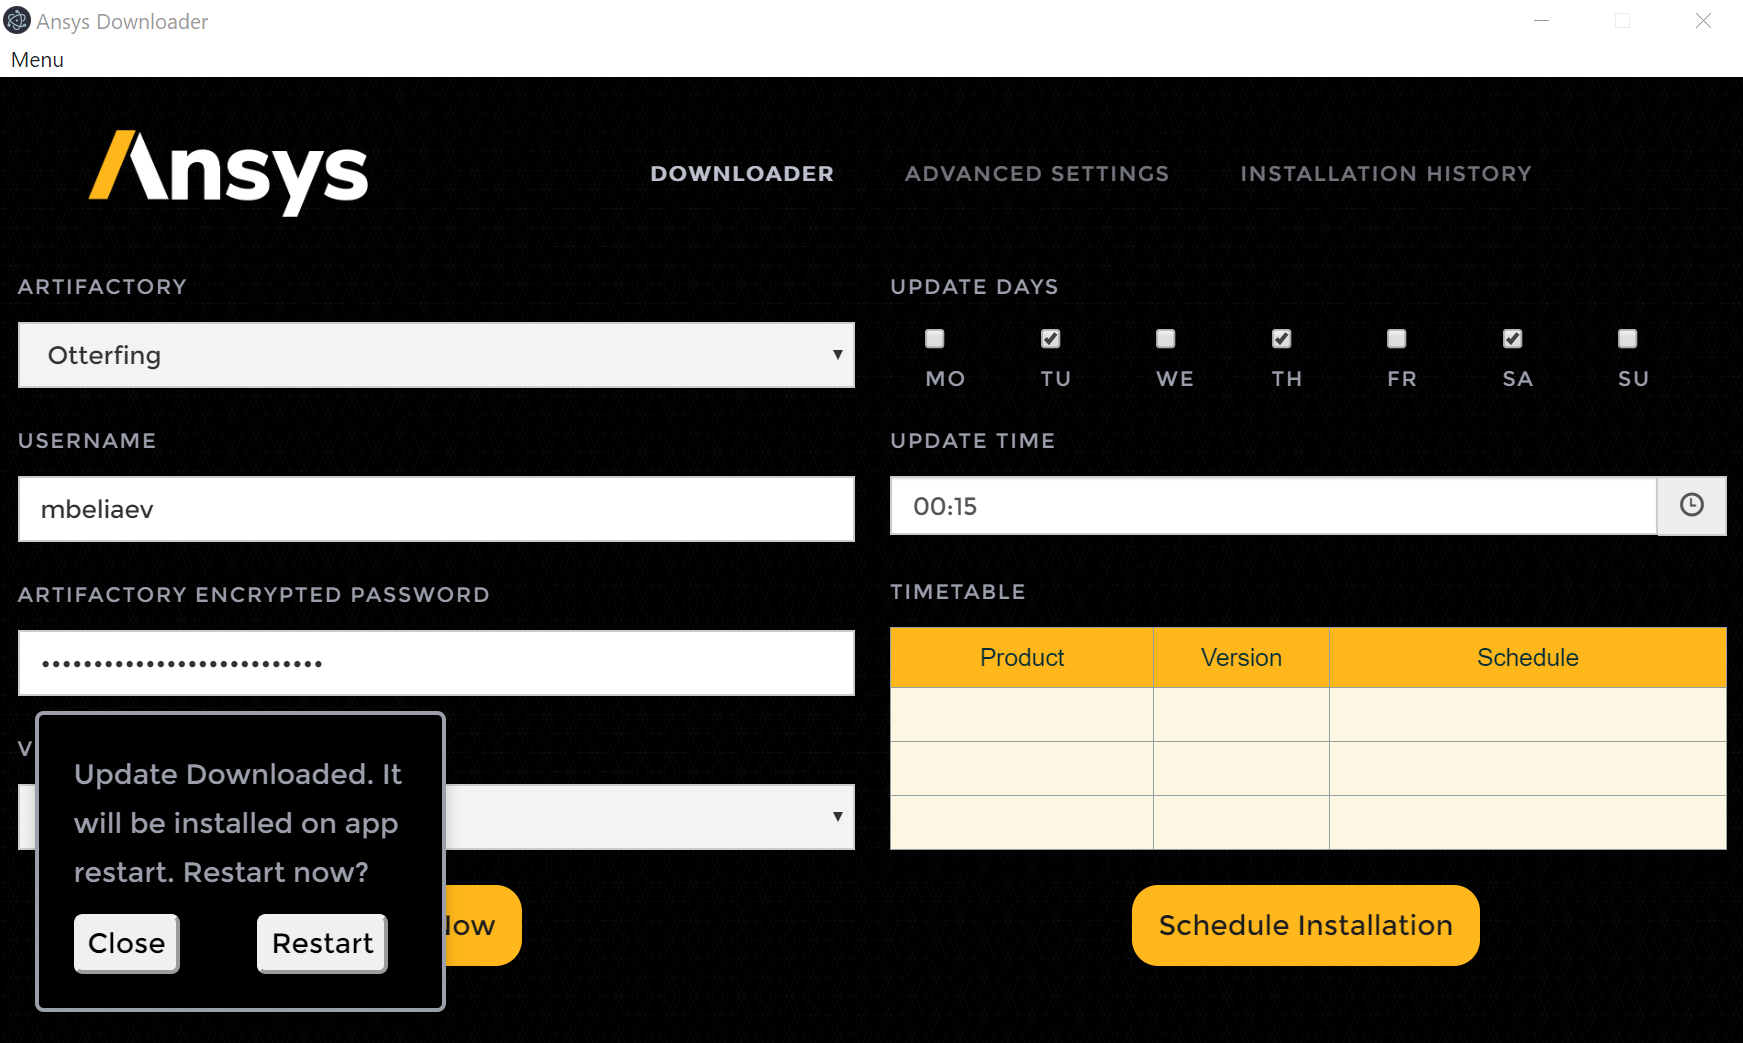 Ansys Downloader
Menu
Ansys
DOWNLOADER
ADVANCED SETTINGS
INSTALLATION HISTORY
ARTIFACTORY
Otterfing
USERNAME
mbeliaev
ARTIFACTORY ENCRYPTED PASSWORD
V
UPDATE DAYS
MO TU WE TH FR SA SU
UPDATE TIME
00:15
TIMETABLE
Product Version Schedule
Update Downloaded. It
will be installed on app
restart. Restart now?
Close Restart
Schedule Installation